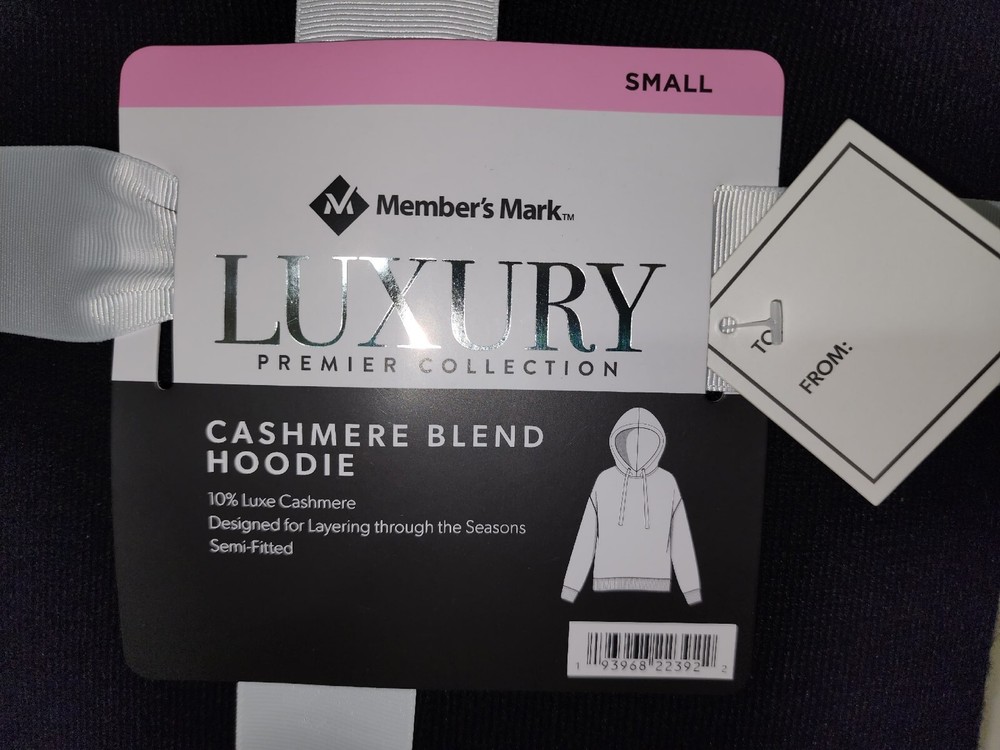 SMALL
Member's Mark™
LUXURY
PREMIER COLLECTION
CASHMERE BLEND
HOODIE
10% Luxe Cashmere
Designed for Layering through the Seasons
Semi-Fitted
1 93968 22392 2
TO:
FROM: